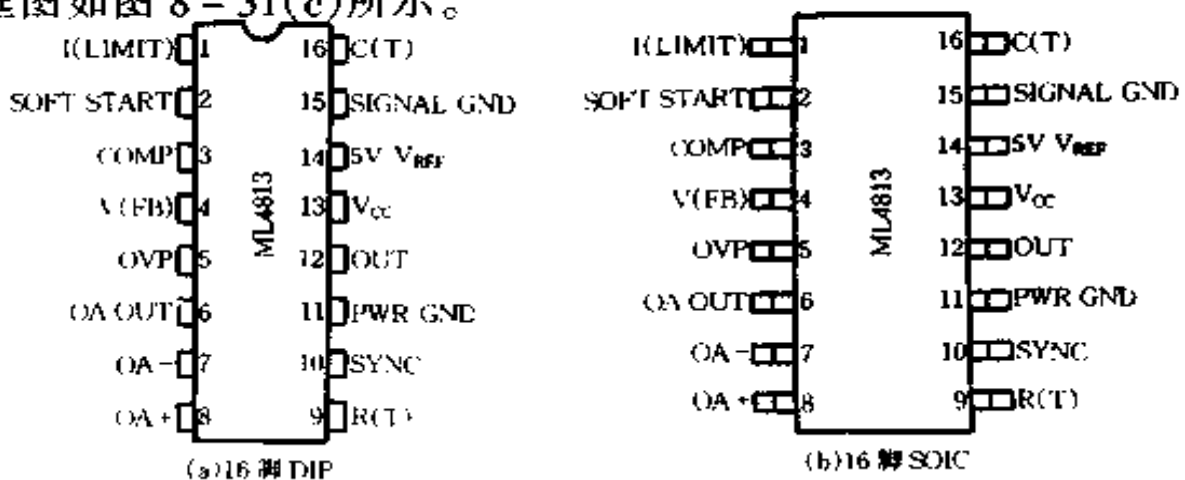 图如图 8-31(c)所示。
I(LIMIT) 1 16 C(T)
SOFT START 2 15 SIGNAL GND
COMP 3 14 5V VREF
V(FB) 4 13 VCC
OVP 5 12 OUT
OA OUT 6 11 PWR GND
OA - 7 10 SYNC
OA + 8 9 R(T)
ML4813
(a)16 脚 DIP
I(LIMIT) 1 16 C(T)
SOFT START 2 15 SIGNAL GND
COMP 3 14 5V VREF
V(FB) 4 13 VCC
OVP 5 12 OUT
OA OUT 6 11 PWR GND
OA - 7 10 SYNC
OA + 8 9 R(T)
ML4813
(b)16 脚 SOIC